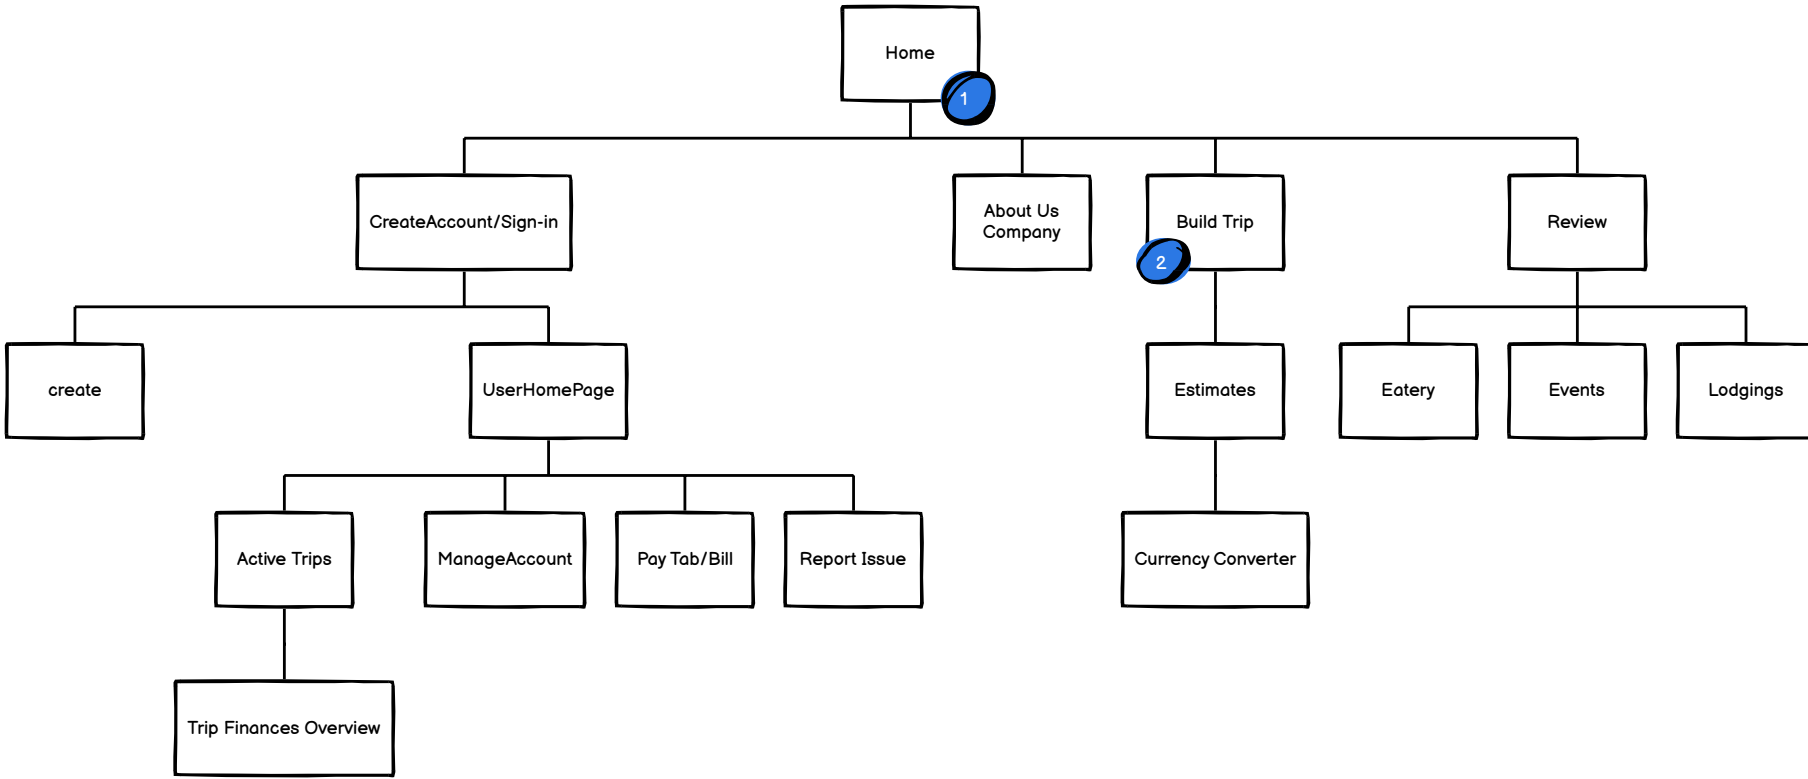 Home
1
CreateAccount/Sign-in
About Us
Company
Build Trip
2
Review
create
UserHomePage
Estimates
Eatery
Events
Lodgings
Active Trips
ManageAccount
Pay Tab/Bill
Report Issue
Currency Converter
Trip Finances Overview